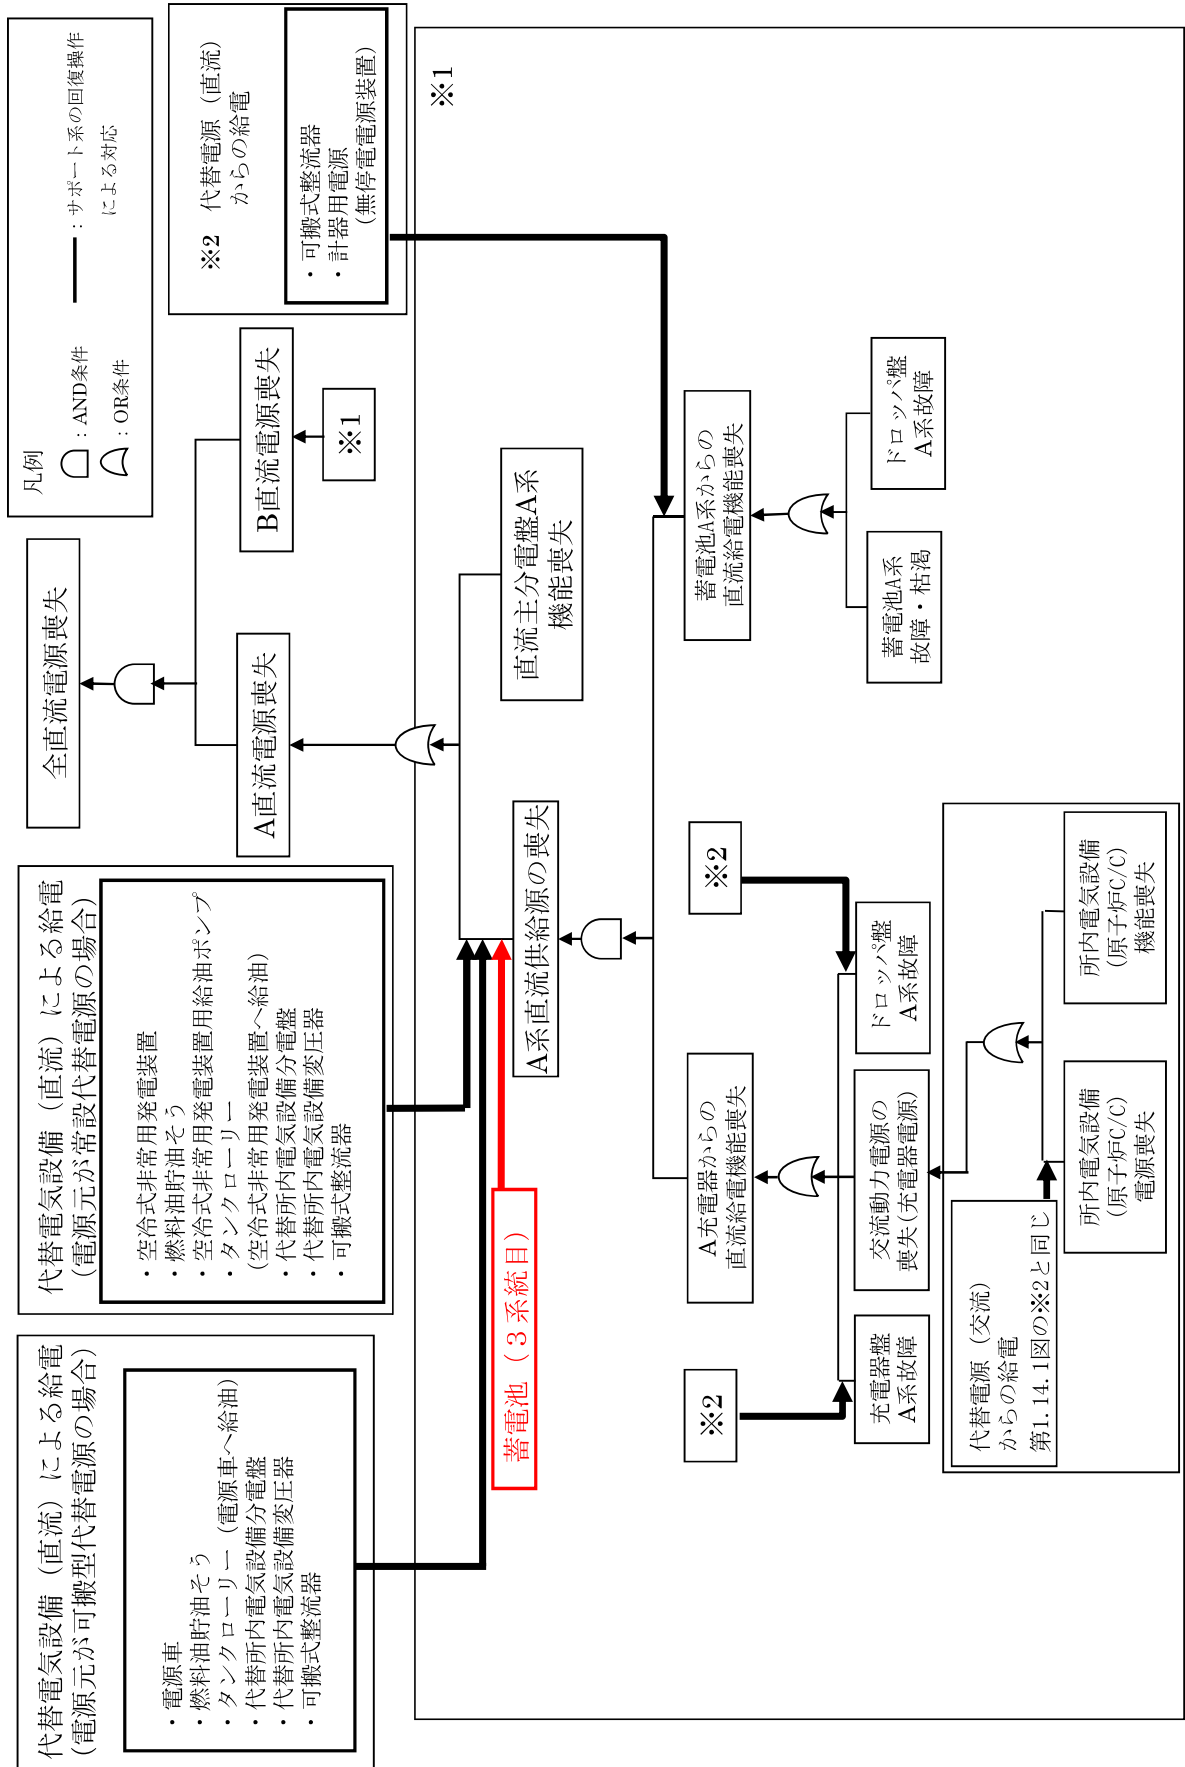 代替電気設備（直流）による給電
（電源元が可搬型代替電源の場合）
・電源車
・燃料油貯油そう
・タンクローリー（電源車へ給油）
・代替所内電気設備分電盤
・代替所内電気設備変圧器
・可搬式整流器
代替電気設備（直流）による給電
（電源元が常設代替電源の場合）
・空冷式非常用発電装置
・燃料油貯油そう
・空冷式非常用発電装置用給油ポンプ
・タンクローリー
(空冷式非常用発電装置へ給油)
・代替所内電気設備分電盤
・代替所内電気設備変圧器
・可搬式整流器
全直流電源喪失
凡例
：AND条件
：OR条件
：サポート系の回復操作
による対応
A直流電源喪失
B直流電源喪失
※1
※2　代替電源（直流）
からの給電
・可搬式整流器
・計器用電源
（無停電電源装置）
※1
蓄電池（３系統目）
A系直流供給源の喪失
直流主分電盤A系
機能喪失
A充電器からの
直流給電機能喪失
蓄電池A系からの
直流給電機能喪失
※2
※2
充電器盤
A系故障
交流動力電源の
喪失(充電器電源)
ドロッパ盤
A系故障
蓄電池A系
故障・枯渇
ドロッパ盤
A系故障
代替電源（交流）
からの給電
第1.14.1図の※2と同じ
所内電気設備
(原子炉C/C)
電源喪失
所内電気設備
(原子炉C/C)
機能喪失